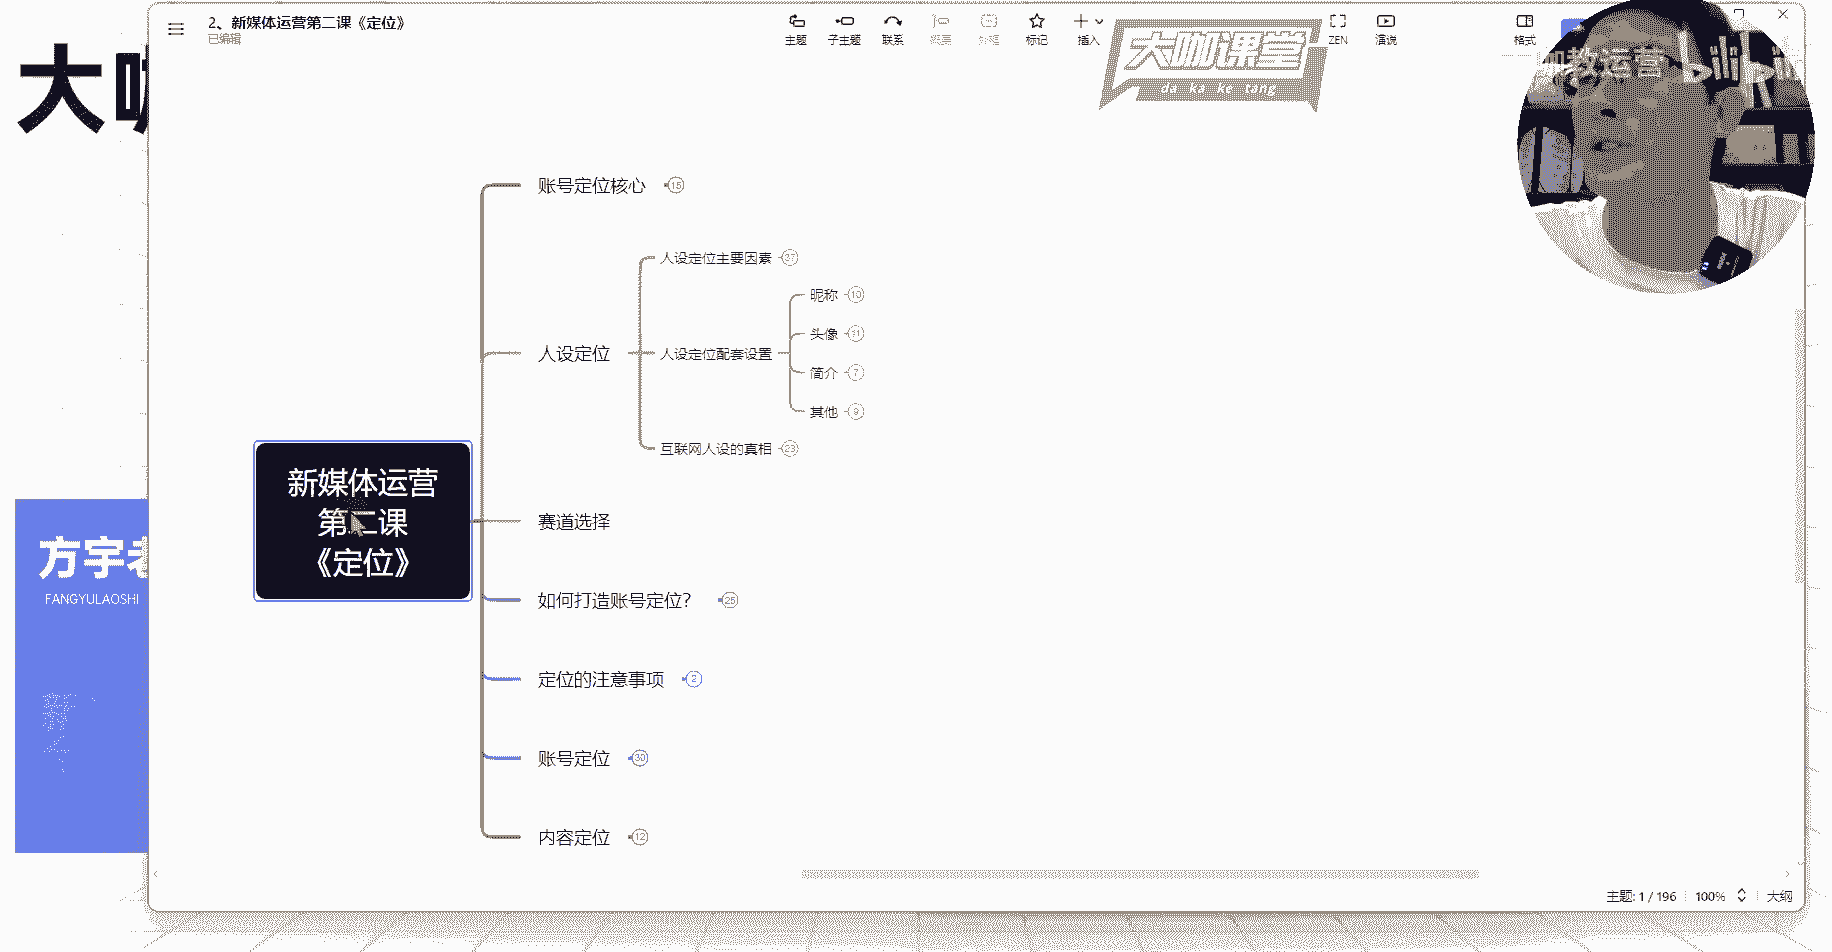 2、新媒体运营第二课《定位》
已编辑
主题
子主题
联系
概要
外框
标记
插入
ZEN
演说
格式
大咖课堂
da ka ke tang
咖教运营
bilibili
大咖
账号定位核心 15
人设定位主要因素 27
昵称 10
头像 11
人设定位
人设定位配套设置
简介 7
其他 9
互联网人设的真相 23
新媒体运营
第二课
《定位》
赛道选择
如何打造账号定位？ 25
定位的注意事项 2
账号定位 30
内容定位 12
方宇老
FANGYULAOSHI
主题: 1 / 196
100%
大纲